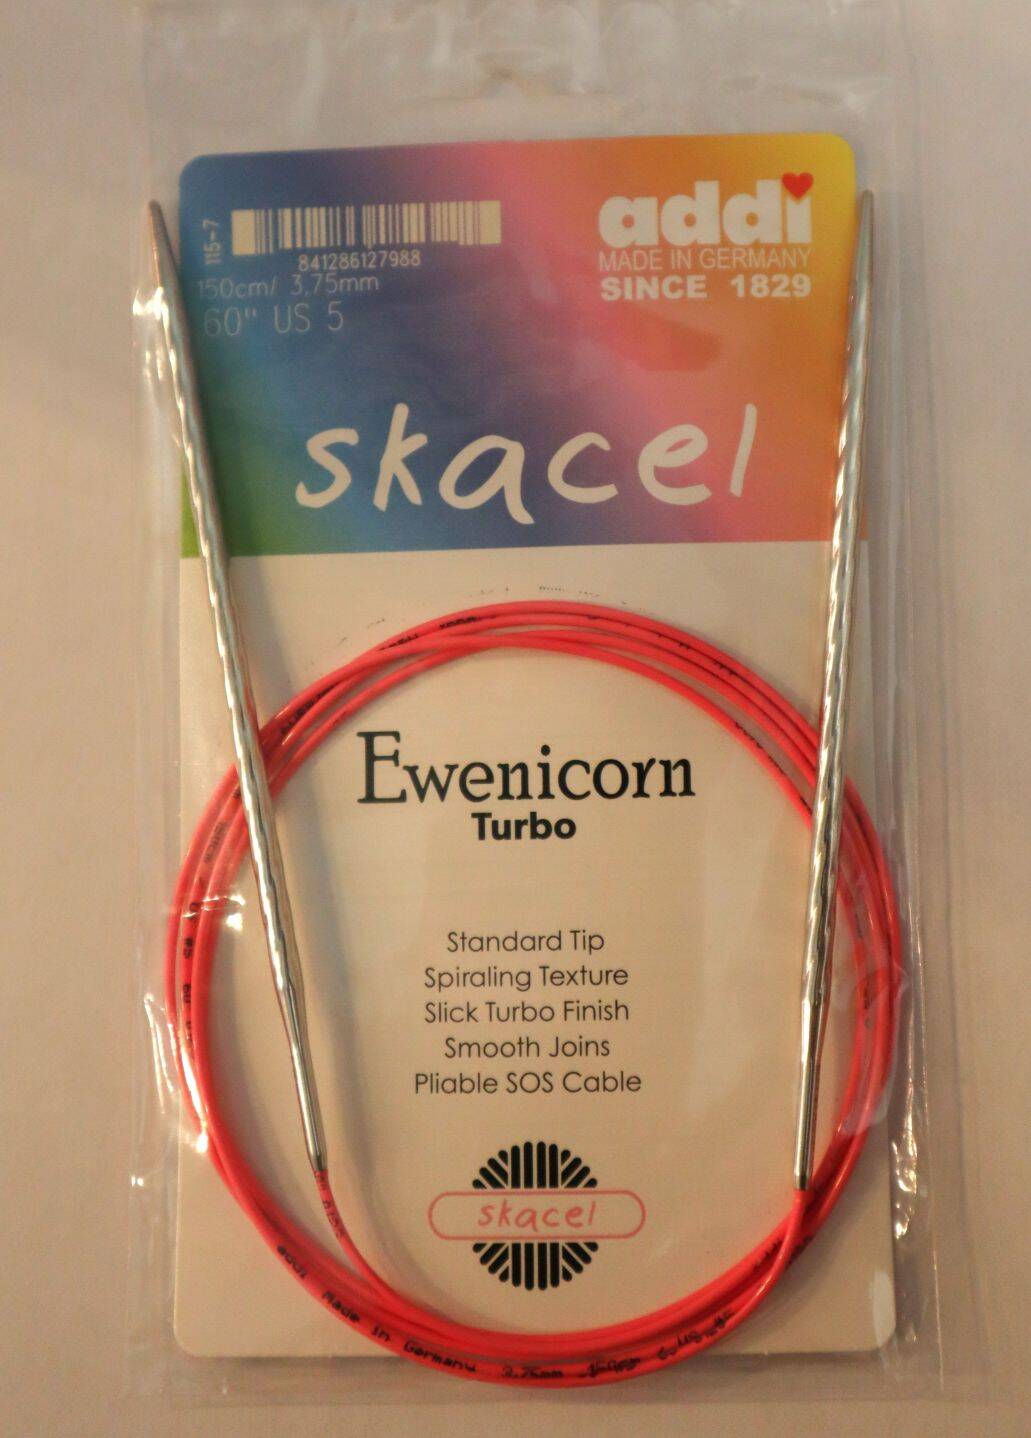 115-7
841286127988
150cm/ 3,75mm
60" US 5
addi
MADE IN GERMANY
SINCE 1829
skacel
Ewenicorn
Turbo
Standard Tip
Spiraling Texture
Slick Turbo Finish
Smooth Joins
Pliable SOS Cable
skacel
addi Made in Germany 3.75mm